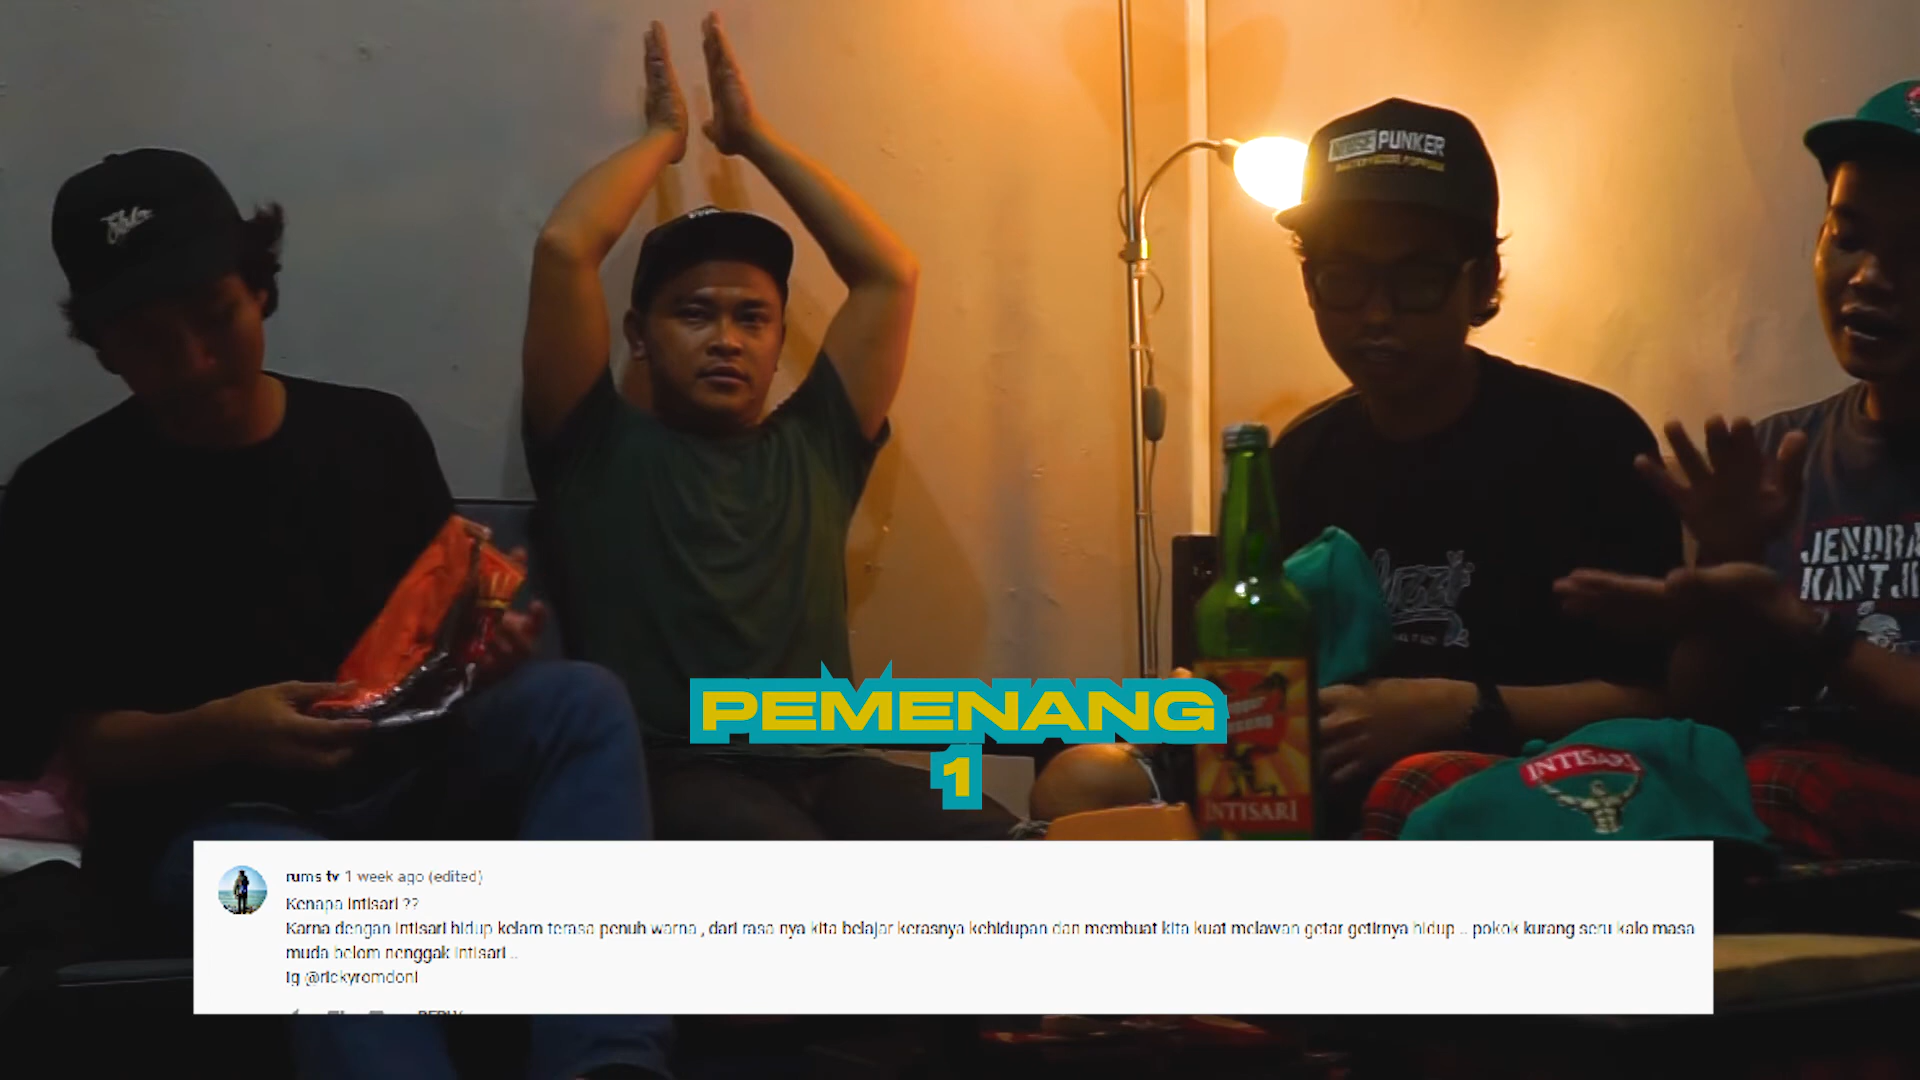 PUNKER
JENDRA
KANTJI
INTISARI
INTISARI
PEMENANG
1
rums tv 1 week ago (edited)
Kenapa intisari ??
Karna dengan intisari hidup kelam terasa penuh warna , dari rasa nya kita belajar kerasnya kehidupan dan membuat kita kuat melawan getar getirnya hidup .. pokok kurang seru kalo masa
muda belom nenggak intisari ..
Ig @rickyromdoni
REPLY